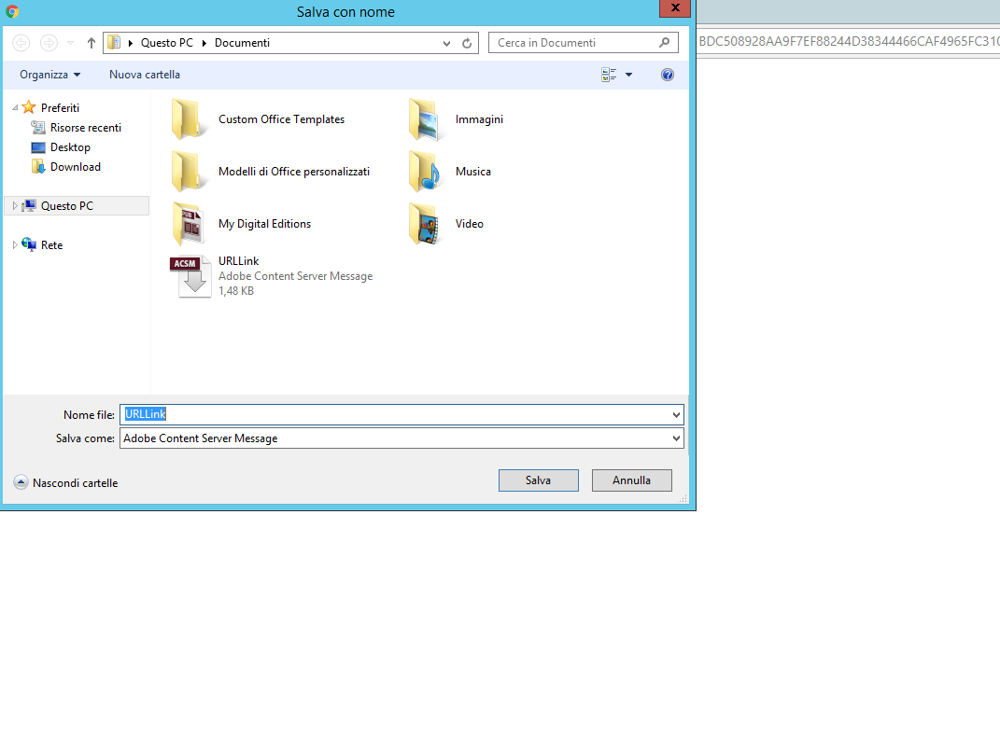 Salva con nome
x
BDC508928AA9F7EF88244D38344466CAF4965FC310
Questo PC
Documenti
Cerca in Documenti
Organizza
Nuova cartella
Preferiti
Risorse recenti
Desktop
Download
Questo PC
Rete
Custom Office Templates
Immagini
Modelli di Office personalizzati
Musica
PUB
My Digital Editions
Video
ACSM
URLLink
Adobe Content Server Message
1,48 KB
Nome file:
URLLink
Salva come:
Adobe Content Server Message
Nascondi cartelle
Salva
Annulla